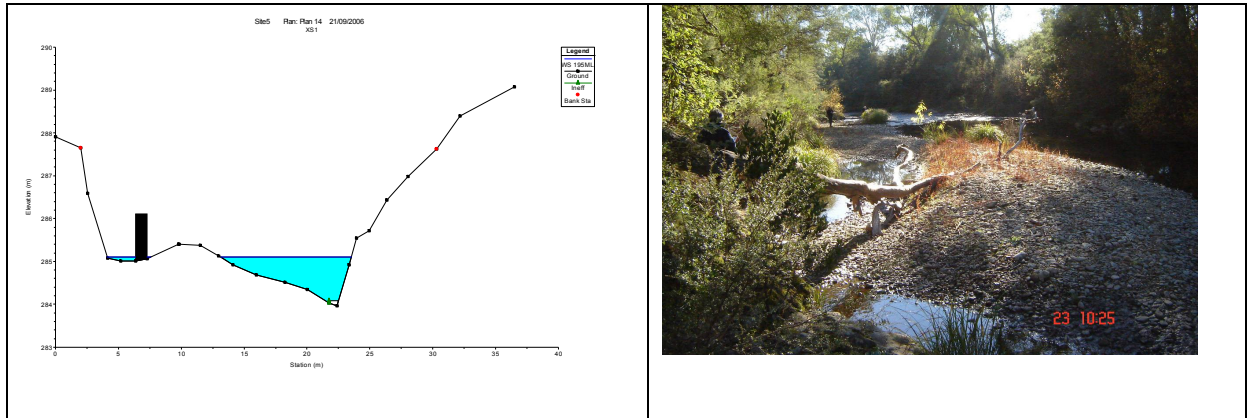 Site5 Plan: Plan 14 21/09/2006
XS1
Legend
WS 195ML
Ground
Ineff
Bank Sta
290
289
288
287
286
285
284
283
Elevation (m)
0 5 10 15 20 25 30 35 40
Station (m)
23 10:25